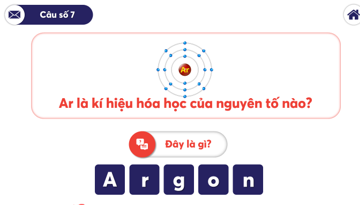 Câu số 7
Ar
Ar là kí hiệu hóa học của nguyên tố nào?
Đây là gì?
A r g o n